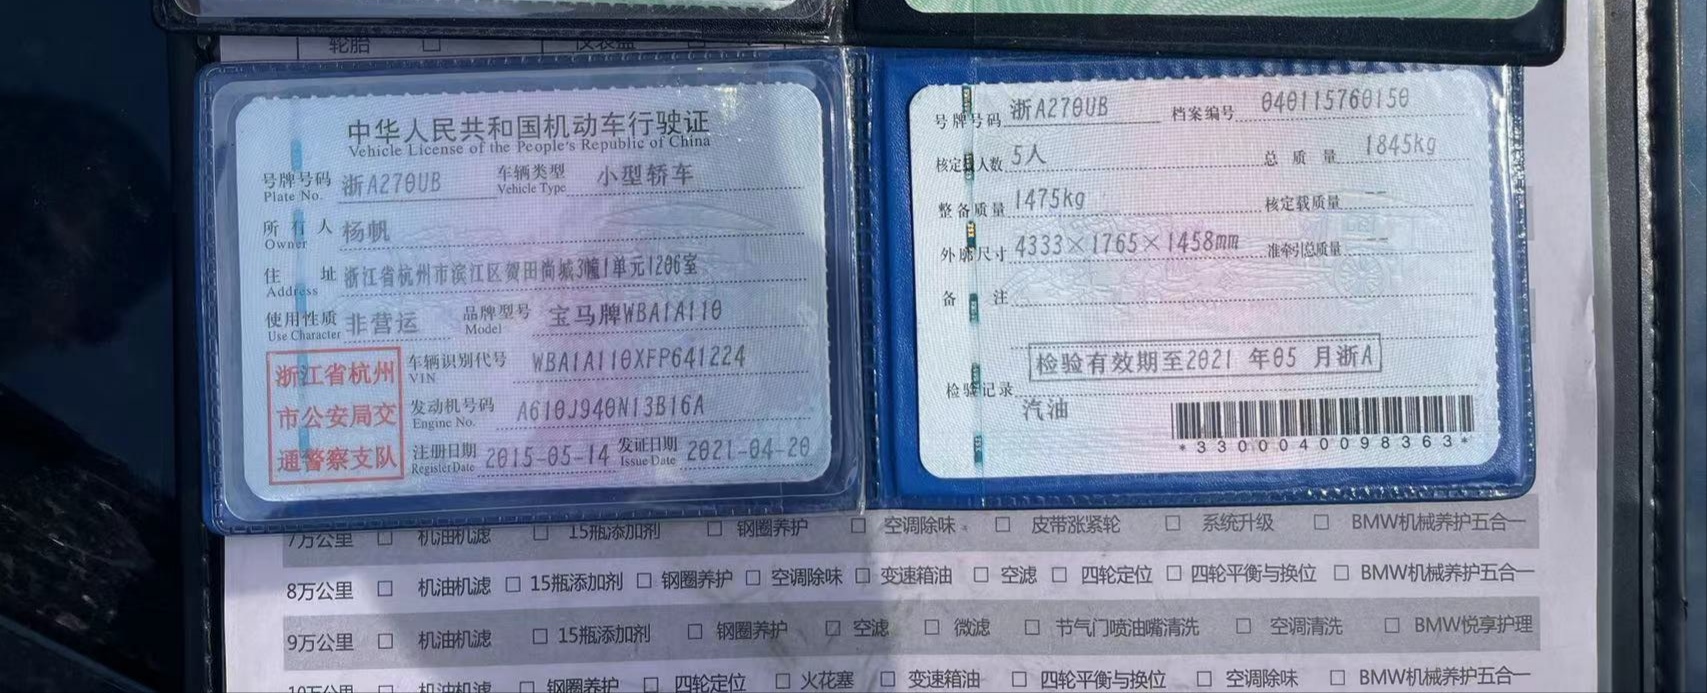 轮胎 □ 仪表盘 □
中华人民共和国机动车行驶证
Vehicle License of the People's Republic of China
号牌号码 浙A270UB 车辆类型 小型轿车
Plate No. Vehicle Type
所有人 杨帆
Owner
住址 浙江省杭州市滨江区贺田尚城3幢1单元1206室
Address
使用性质 非营运 品牌型号 宝马牌WBA1A110
Use Character Model
浙江省杭州
市公安局交
通警察支队
车辆识别代号 WBA1A110XFP641224
VIN
发动机号码 A610J940N13B16A
Engine No.
注册日期 2015-05-14 发证日期 2021-04-20
Register Date Issue Date
号牌号码 浙A270UB 档案编号 040115760150
核定载人数 5人 总质量 1845kg
整备质量 1475kg 核定载质量 --
外廓尺寸 4333×1765×1458mm 准牵引总质量 --
备注
检验有效期至2021 年05 月浙A
检验记录
汽油
*3300040098363*
7万公里 □ 机油机滤 □ 15瓶添加剂 □ 钢圈养护 □ 空调除味 □ 皮带涨紧轮 □ 系统升级 □ BMW机械养护五合一
8万公里 □ 机油机滤 □ 15瓶添加剂 □ 钢圈养护 □ 空调除味 □ 变速箱油 □ 空滤 □ 四轮定位 □ 四轮平衡与换位 □ BMW机械养护五合一
9万公里 □ 机油机滤 □ 15瓶添加剂 □ 钢圈养护 □ 空滤 □ 微滤 □ 节气门喷油嘴清洗 □ 空调清洗 □ BMW悦享护理
10万公里 □ 机油机滤 □ 钢圈养护 □ 四轮定位 □ 火花塞 □ 变速箱油 □ 四轮平衡与换位 □ 空调除味 □ BMW机械养护五合一